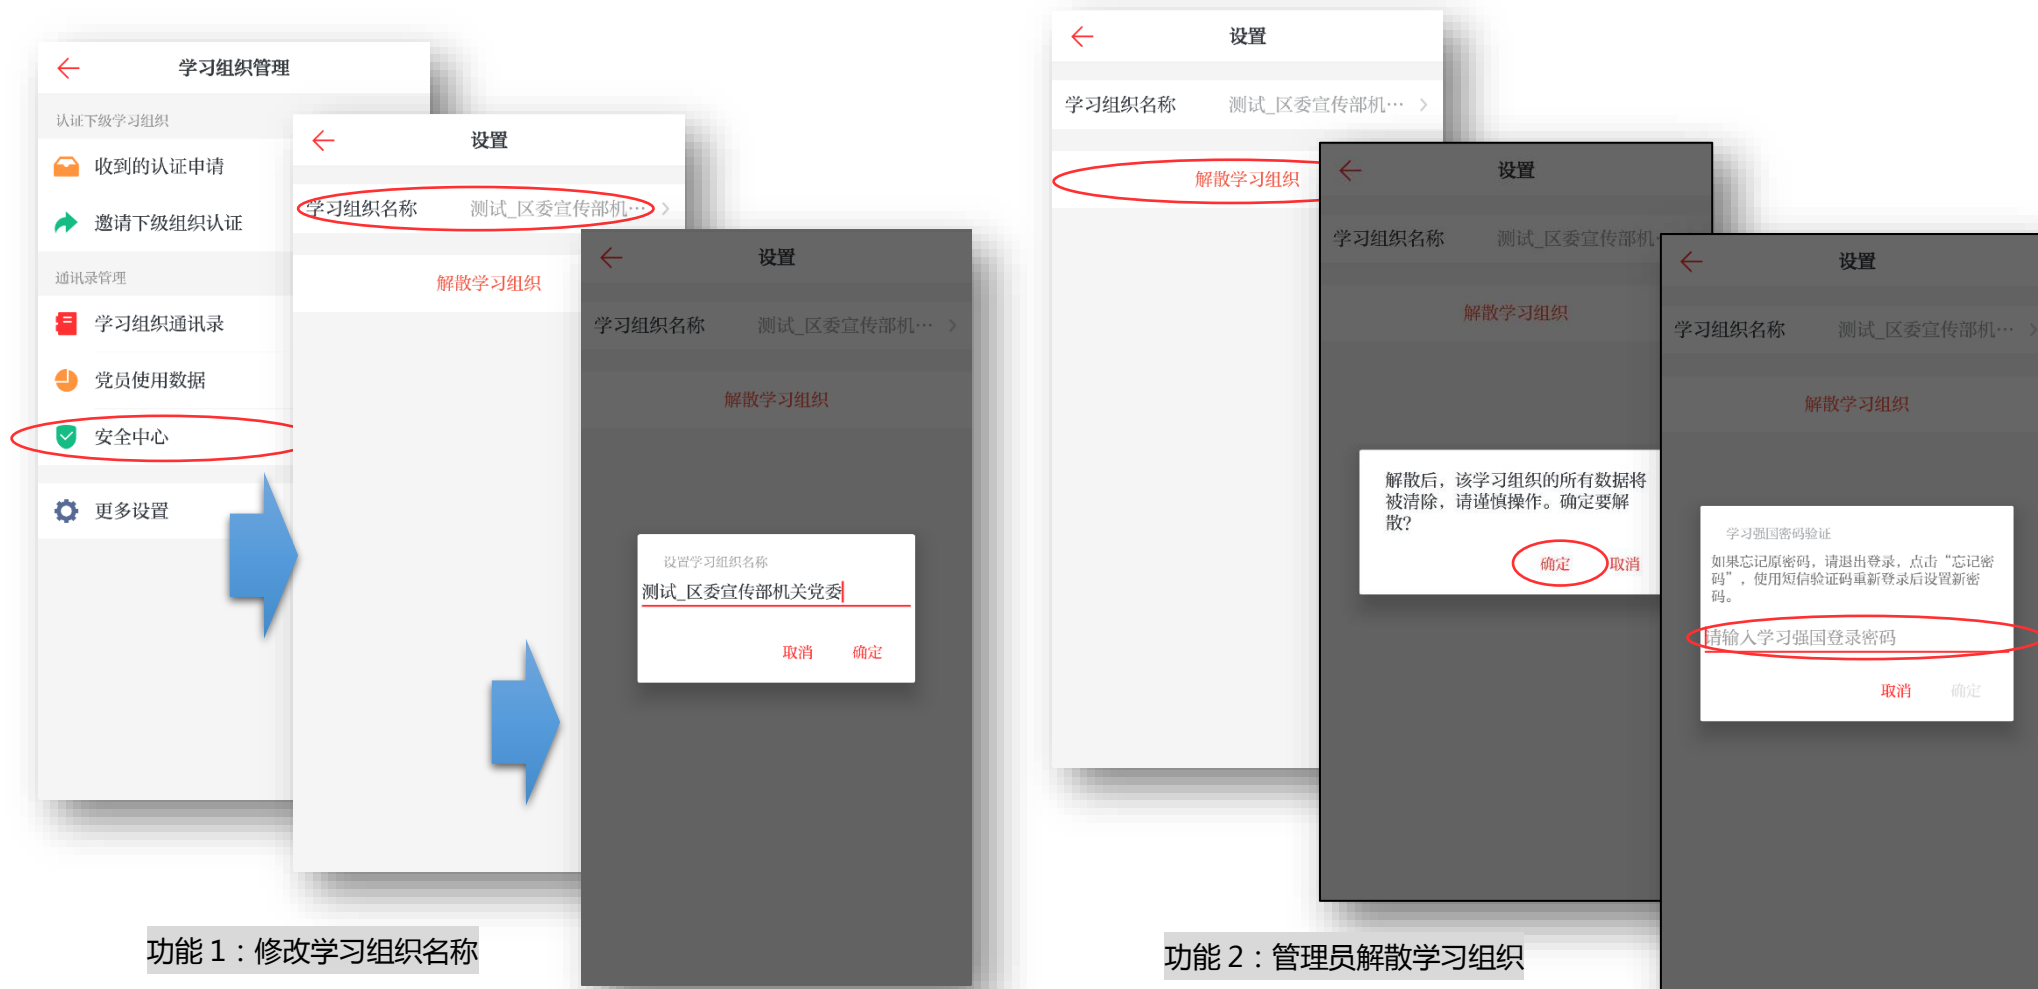 学习组织管理
认证下级学习组织
收到的认证申请
邀请下级组织认证
通讯录管理
学习组织通讯录
党员使用数据
安全中心
更多设置
设置
学习组织名称 测试_区委宣传部机…
解散学习组织
设置
学习组织名称 测试_区委宣传部机…
解散学习组织
设置学习组织名称
测试_区委宣传部机关党委
取消 确定
功能 1：修改学习组织名称
设置
学习组织名称 测试_区委宣传部机…
解散学习组织
设置
学习组织名称 测试_区委宣传部机
解散学习组织
解散后，该学习组织的所有数据将
被清除，请谨慎操作。确定要解
散?
确定 取消
设置
学习组织名称 测试_区委宣传部机…
解散学习组织
学习强国密码验证
如果忘记原密码，请退出登录，点击“忘记密
码”，使用短信验证码重新登录后设置新密
码。
请输入学习强国登录密码
取消 确定
功能 2：管理员解散学习组织